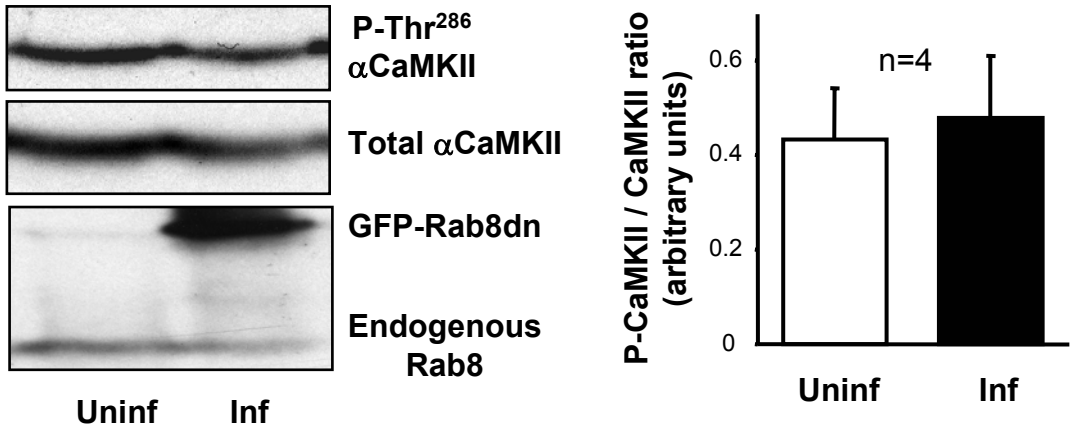 P-Thr²⁸⁶
αCaMKII
Total αCaMKII
GFP-Rab8dn
Endogenous
Rab8
Uninf Inf
P-CaMKII / CaMKII ratio
(arbitrary units)
n=4
0.6
0.4
0.2
0
Uninf Inf